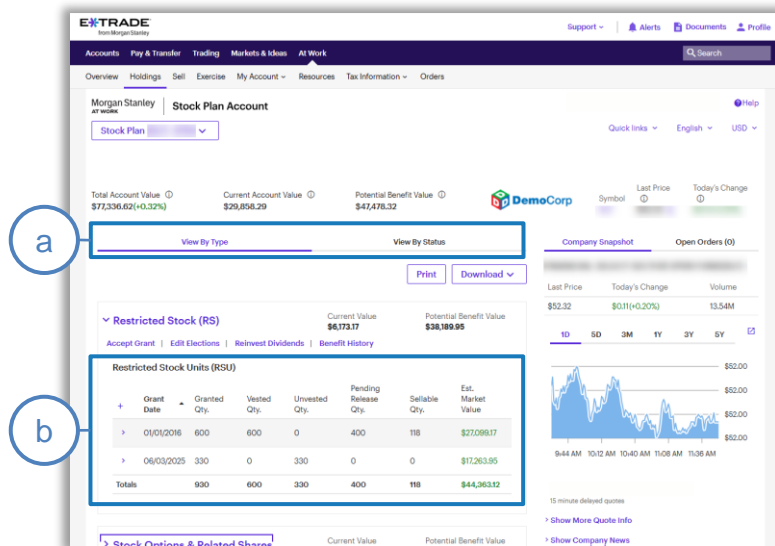 E*TRADE
from Morgan Stanley
Support
Alerts
Documents
Profile
Accounts Pay & Transfer Trading Markets & Ideas At Work
Search
Overview Holdings Sell Exercise My Account Resources Tax Information Orders
Morgan Stanley
AT WORK
Stock Plan Account
Help
Stock Plan
Quick links English USD
Total Account Value Current Account Value Potential Benefit Value
$77,336.62(+0.32%) $29,858.29 $47,478.32
DemoCorp
Symbol Last Price Today's Change
a
View By Type View By Status
Company Snapshot Open Orders (0)
Print Download
Last Price Today's Change Volume
$52.32 $0.11(+0.20%) 13.54M
Restricted Stock (RS)
Current Value Potential Benefit Value
$6,173.17 $38,189.95
Accept Grant | Edit Elections | Reinvest Dividends | Benefit History
1D 5D 3M 1Y 3Y 5Y
b
Restricted Stock Units (RSU)
+ Grant Date Granted Qty. Vested Qty. Unvested Qty. Pending Release Qty. Sellable Qty. Est. Market Value
01/01/2016 600 600 0 400 118 $27,099.17
06/03/2025 330 0 330 0 0 $17,263.95
Totals 930 600 330 400 118 $44,363.12
$52.00
$52.00
$52.00
$52.00
9:44 AM 10:12 AM 10:40 AM 11:08 AM 11:36 AM
15 minute delayed quotes
Show More Quote Info
Show Company News
Stock Options & Related Shares
Current Value Potential Benefit Value